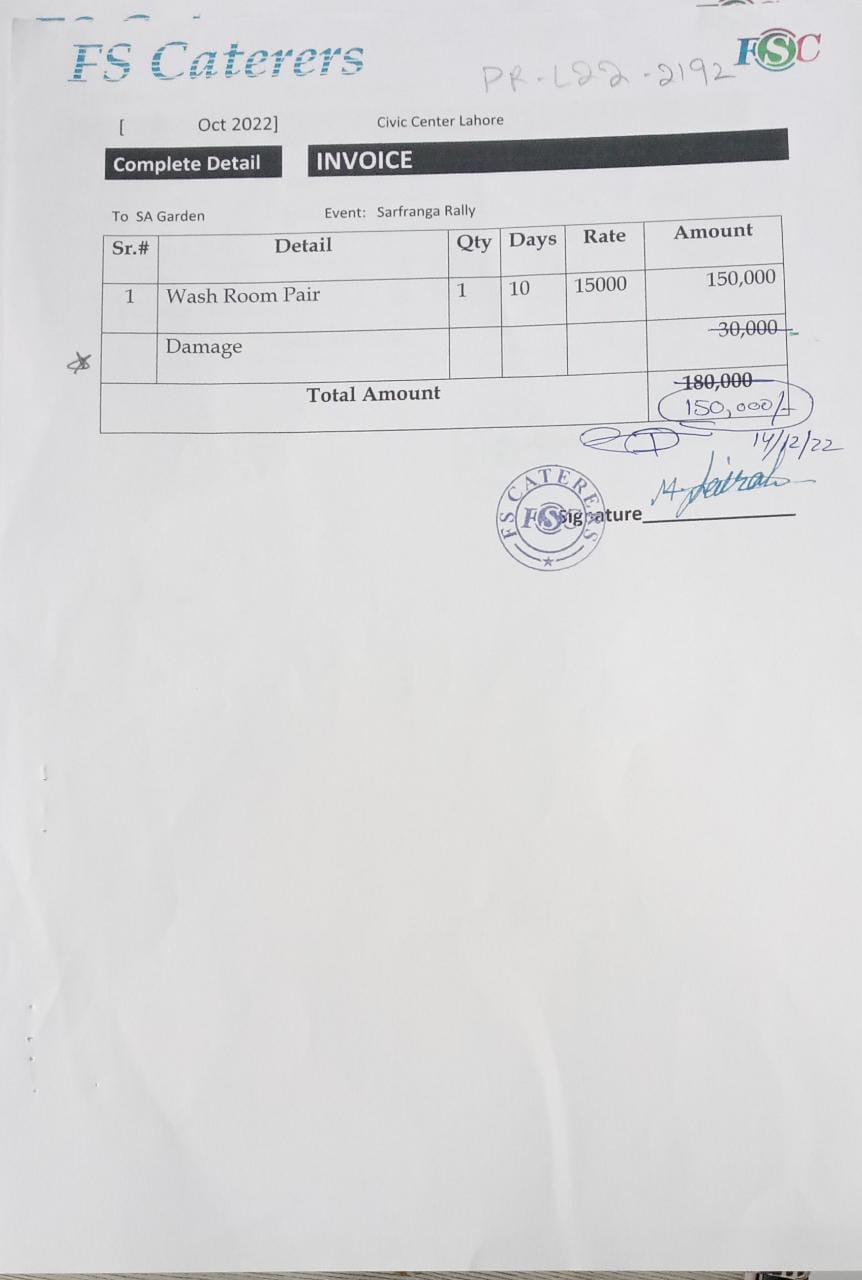 FS Caterers
FSC
PR-L22-2192
[ Oct 2022]
Civic Center Lahore
Complete Detail
INVOICE
To SA Garden
Event: Sarfranga Rally
Sr.# Detail Qty Days Rate Amount
1 Wash Room Pair 1 10 15000 150,000
Damage 30,000
Total Amount 180,000
150,000/-
14/12/22
FS CATERERS
FS
Signature